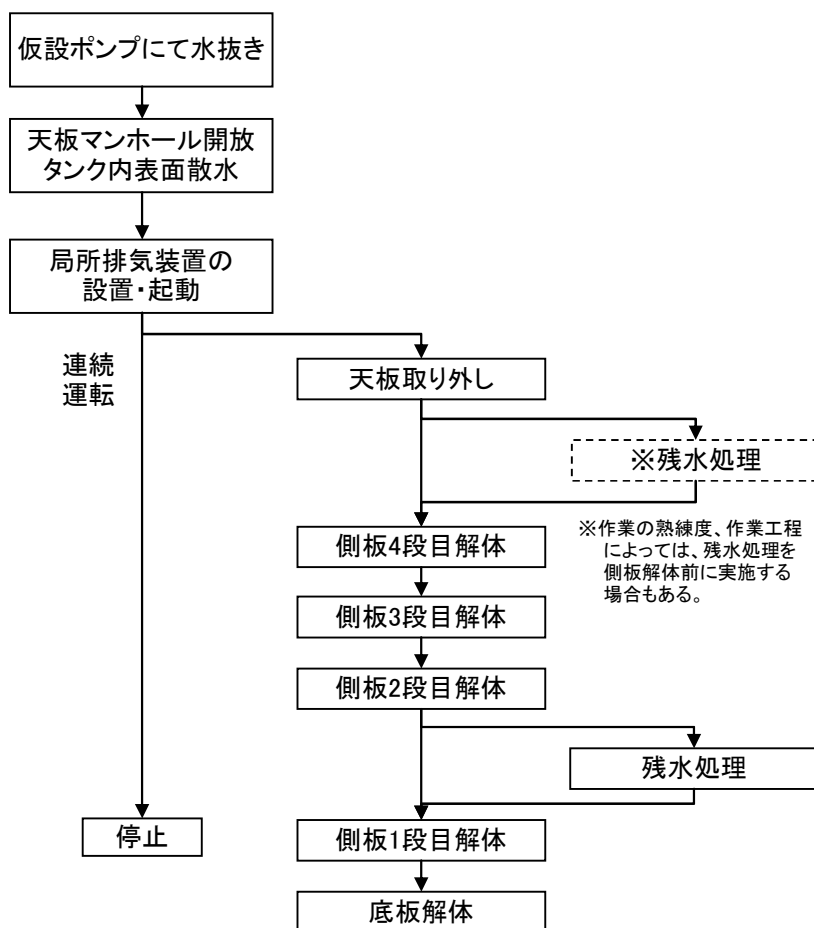 仮設ポンプにて水抜き
天板マンホール開放
タンク内表面散水
局所排気装置の
設置・起動
連続
運転
天板取り外し
※残水処理
側板4段目解体
※作業の熟練度、作業工程
によっては、残水処理を
側板解体前に実施する
場合もある。
側板3段目解体
側板2段目解体
残水処理
停止
側板1段目解体
底板解体